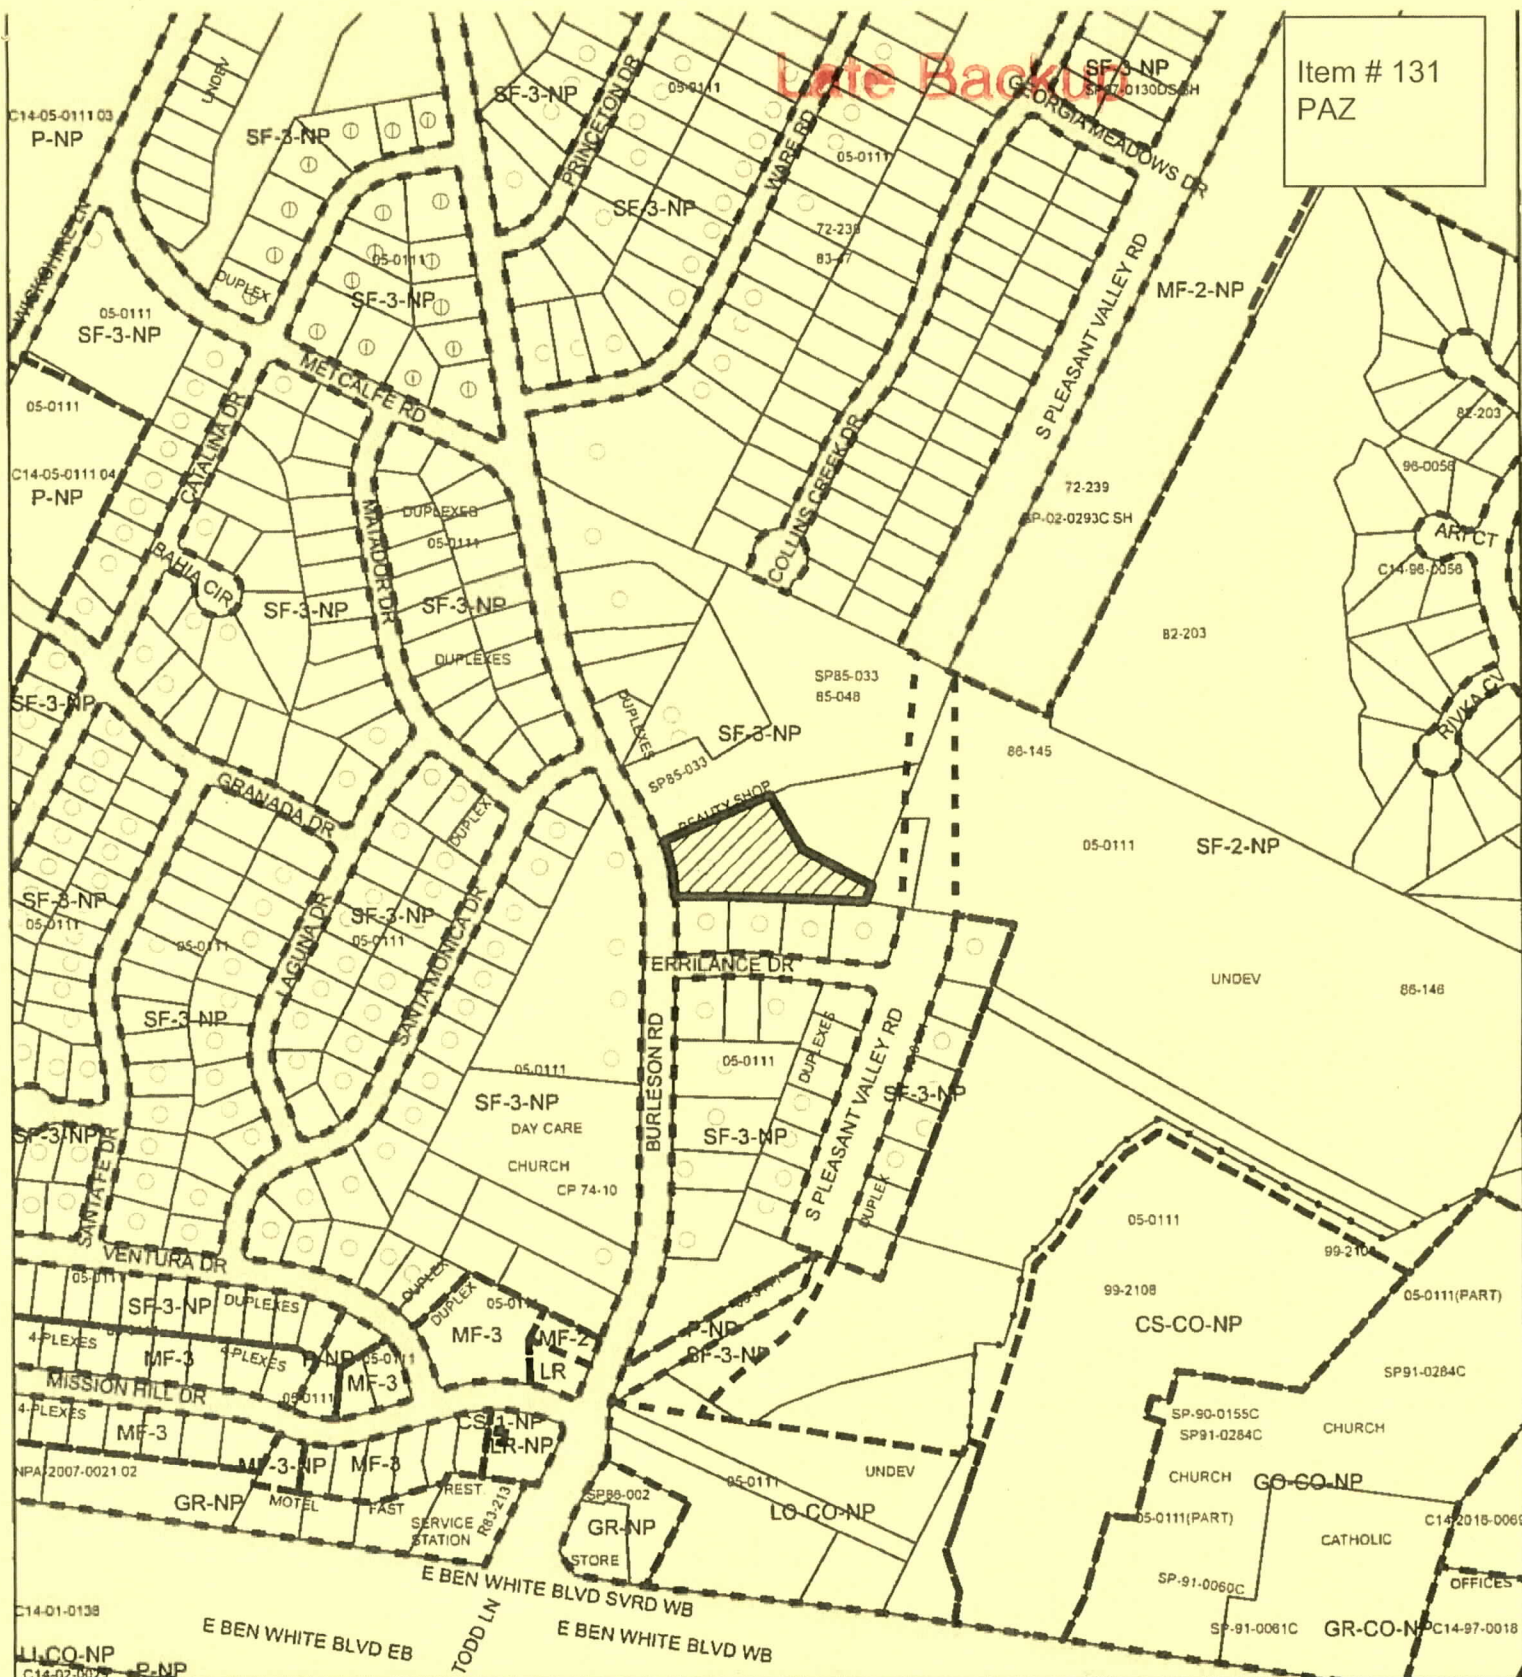 Late Backup
Item # 131
PAZ
SF-3-NP
SP97-0130DS SH
GEORGIA MEADOWS DR
UNDEV
C14-05-0111 03
P-NP
SF-3-NP
SF-3-NP
PRINCETON DR
05-0111
WARE RD
05-0111
SF-3-NP
72-239
DUPLEX
05-0111
SF-3-NP
05-0111
SF-3-NP
S PLEASANT VALLEY RD
MF-2-NP
METCALFE RD
05-0111
CATALINA DR
COLLINS CREEK DR
82-203
C14-05-0111 04
P-NP
96-0056
72-239
SP-02-0293C SH
MATADOR DR
DUPLEXES
05-0111
ARI CT
C14-96-0056
BAHIA CIR
SF-3-NP
SF-3-NP
DUPLEXES
82-203
SP85-033
85-048
SF-3-NP
DUPLEXES
SF-3-NP
RIVKA CV
86-145
SP85-033
BEAUTY SHOP
GRANADA DR
DUPLEX
05-0111
SF-2-NP
SF-3-NP
05-0111
LAGUNA DR
SF-3-NP
05-0111
SANTA MONICA DR
05-0111
TERRILANCE DR
UNDEV
86-146
SF-3-NP
BURLESON RD
DUPLEXES
S PLEASANT VALLEY RD
05-0111
05-0111
SF-3-NP
SF-3-NP
DAY CARE
CHURCH
CP 74-10
SF-3-NP
SF-3-NP
SANTA FE DR
DUPLEX
VENTURA DR
05-0111
05-0111
99-2108
99-2108
05-0111(PART)
CS-CO-NP
SF-3-NP
DUPLEXES
DUPLEX
DUPLEX
MF-3
MF-2
LR
P-NP
SF-3-NP
4-PLEXES
MF-3
4-PLEXES
P-NP
05-0111
MF-3
MISSION HILL DR
05-0111
SP91-0284C
4-PLEXES
MF-3
CS-1-NP
LR-NP
SP-90-0155C
SP91-0284C
CHURCH
NPA-2007-0021 02
MF-3-NP
MF-3
UNDEV
CHURCH
GO-CO-NP
GR-NP
MOTEL
FAST
REST
SERVICE
STATION
R83-213
SP86-002
GR-NP
STORE
05-0111
LO-CO-NP
05-0111(PART)
CATHOLIC
OFFICES
SP-91-0060C
E BEN WHITE BLVD SVRD WB
C14-01-0138
E BEN WHITE BLVD EB
TODD LN
E BEN WHITE BLVD WB
SP-91-0061C
GR-CO-NP
C14-97-0018
LI-CO-NP
P-NP